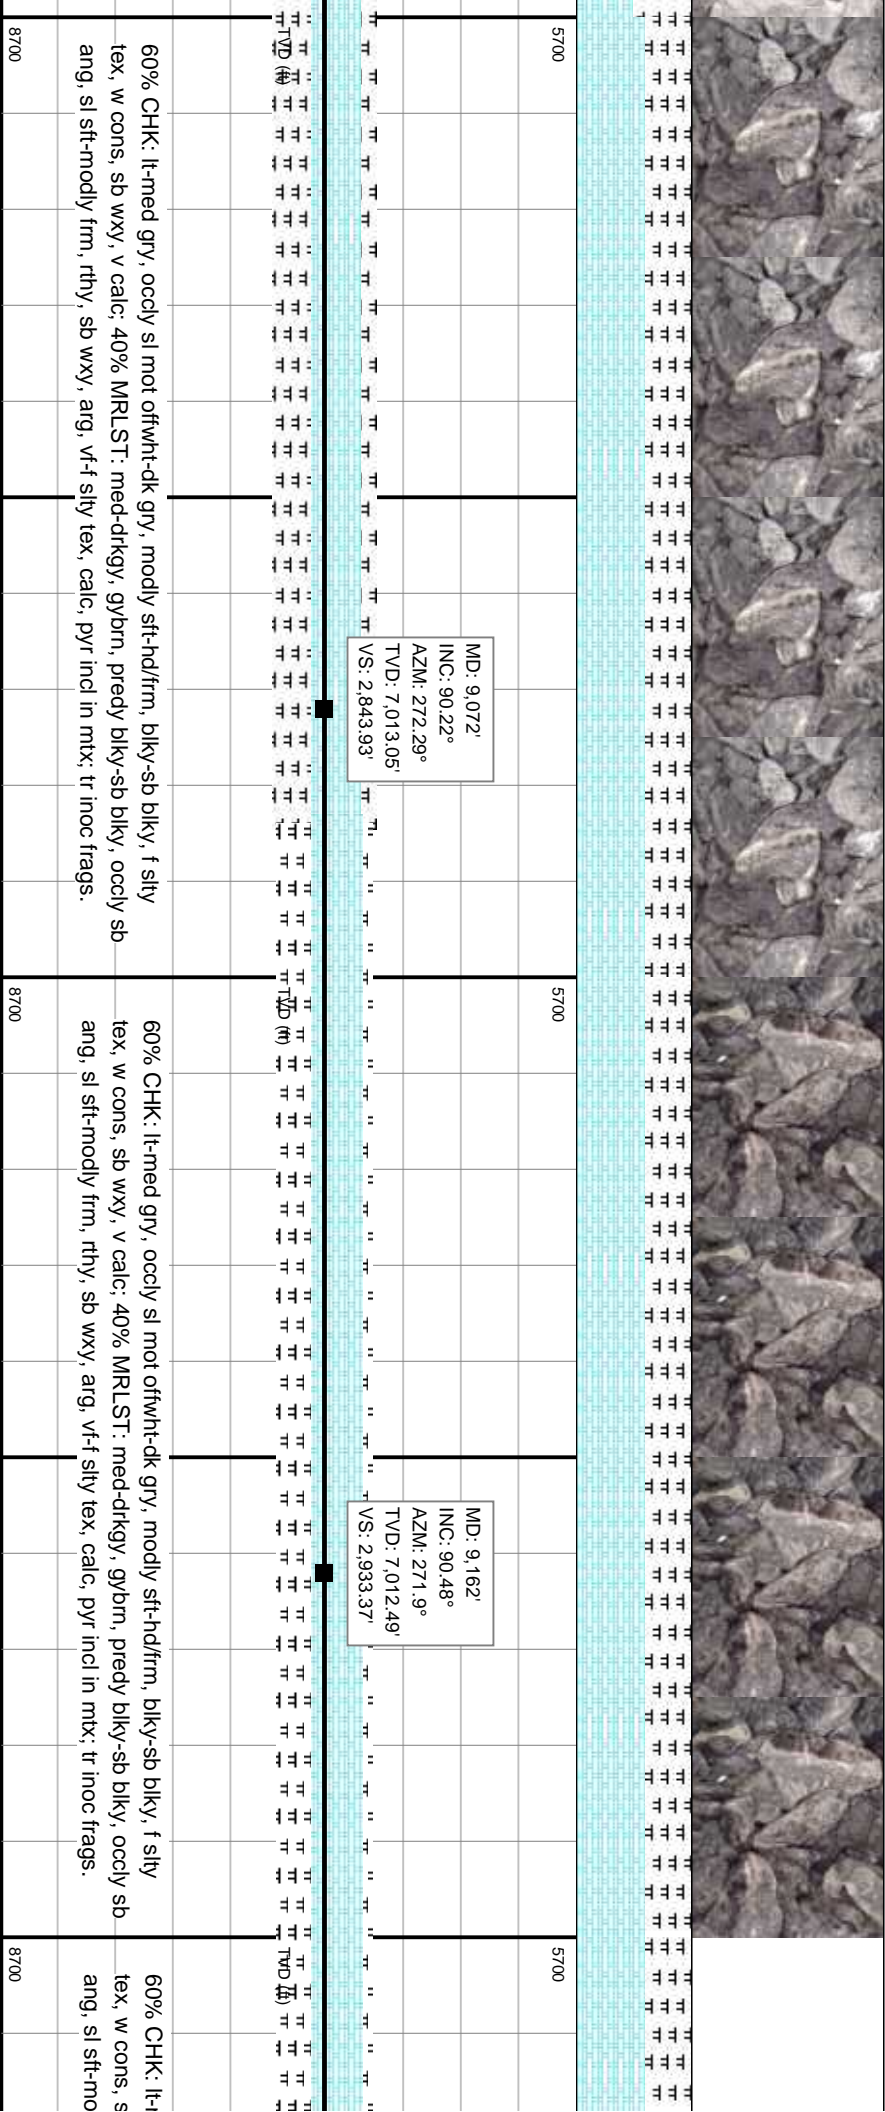 5700
TVD (ft)
8700
60% CHK: lt-med gry, occly sl mot offwht-dk gry, modly sft-hd/frm, blky-sb blky, f slty
tex, w cons, sb wxy, v calc; 40% MRLST: med-drkgy, gybrn, predy blky-sb blky, occly sb
ang, sl sft-modly frm, rthy, sb wxy, arg, vf-f slty tex, calc, pyr incl in mtx; tr inoc frags.
MD: 9,072'
INC: 90.22°
AZM: 272.29°
TVD: 7,013.05'
VS: 2,843.93'
5700
TVD (ft)
8700
60% CHK: lt-med gry, occly sl mot offwht-dk gry, modly sft-hd/frm, blky-sb blky, f slty
tex, w cons, sb wxy, v calc; 40% MRLST: med-drkgy, gybrn, predy blky-sb blky, occly sb
ang, sl sft-modly frm, rthy, sb wxy, arg, vf-f slty tex, calc, pyr incl in mtx; tr inoc frags.
MD: 9,162'
INC: 90.48°
AZM: 271.9°
TVD: 7,012.49'
VS: 2,933.37'
5700
TVD (ft)
8700
60% CHK:
tex, w cons,
ang, sl